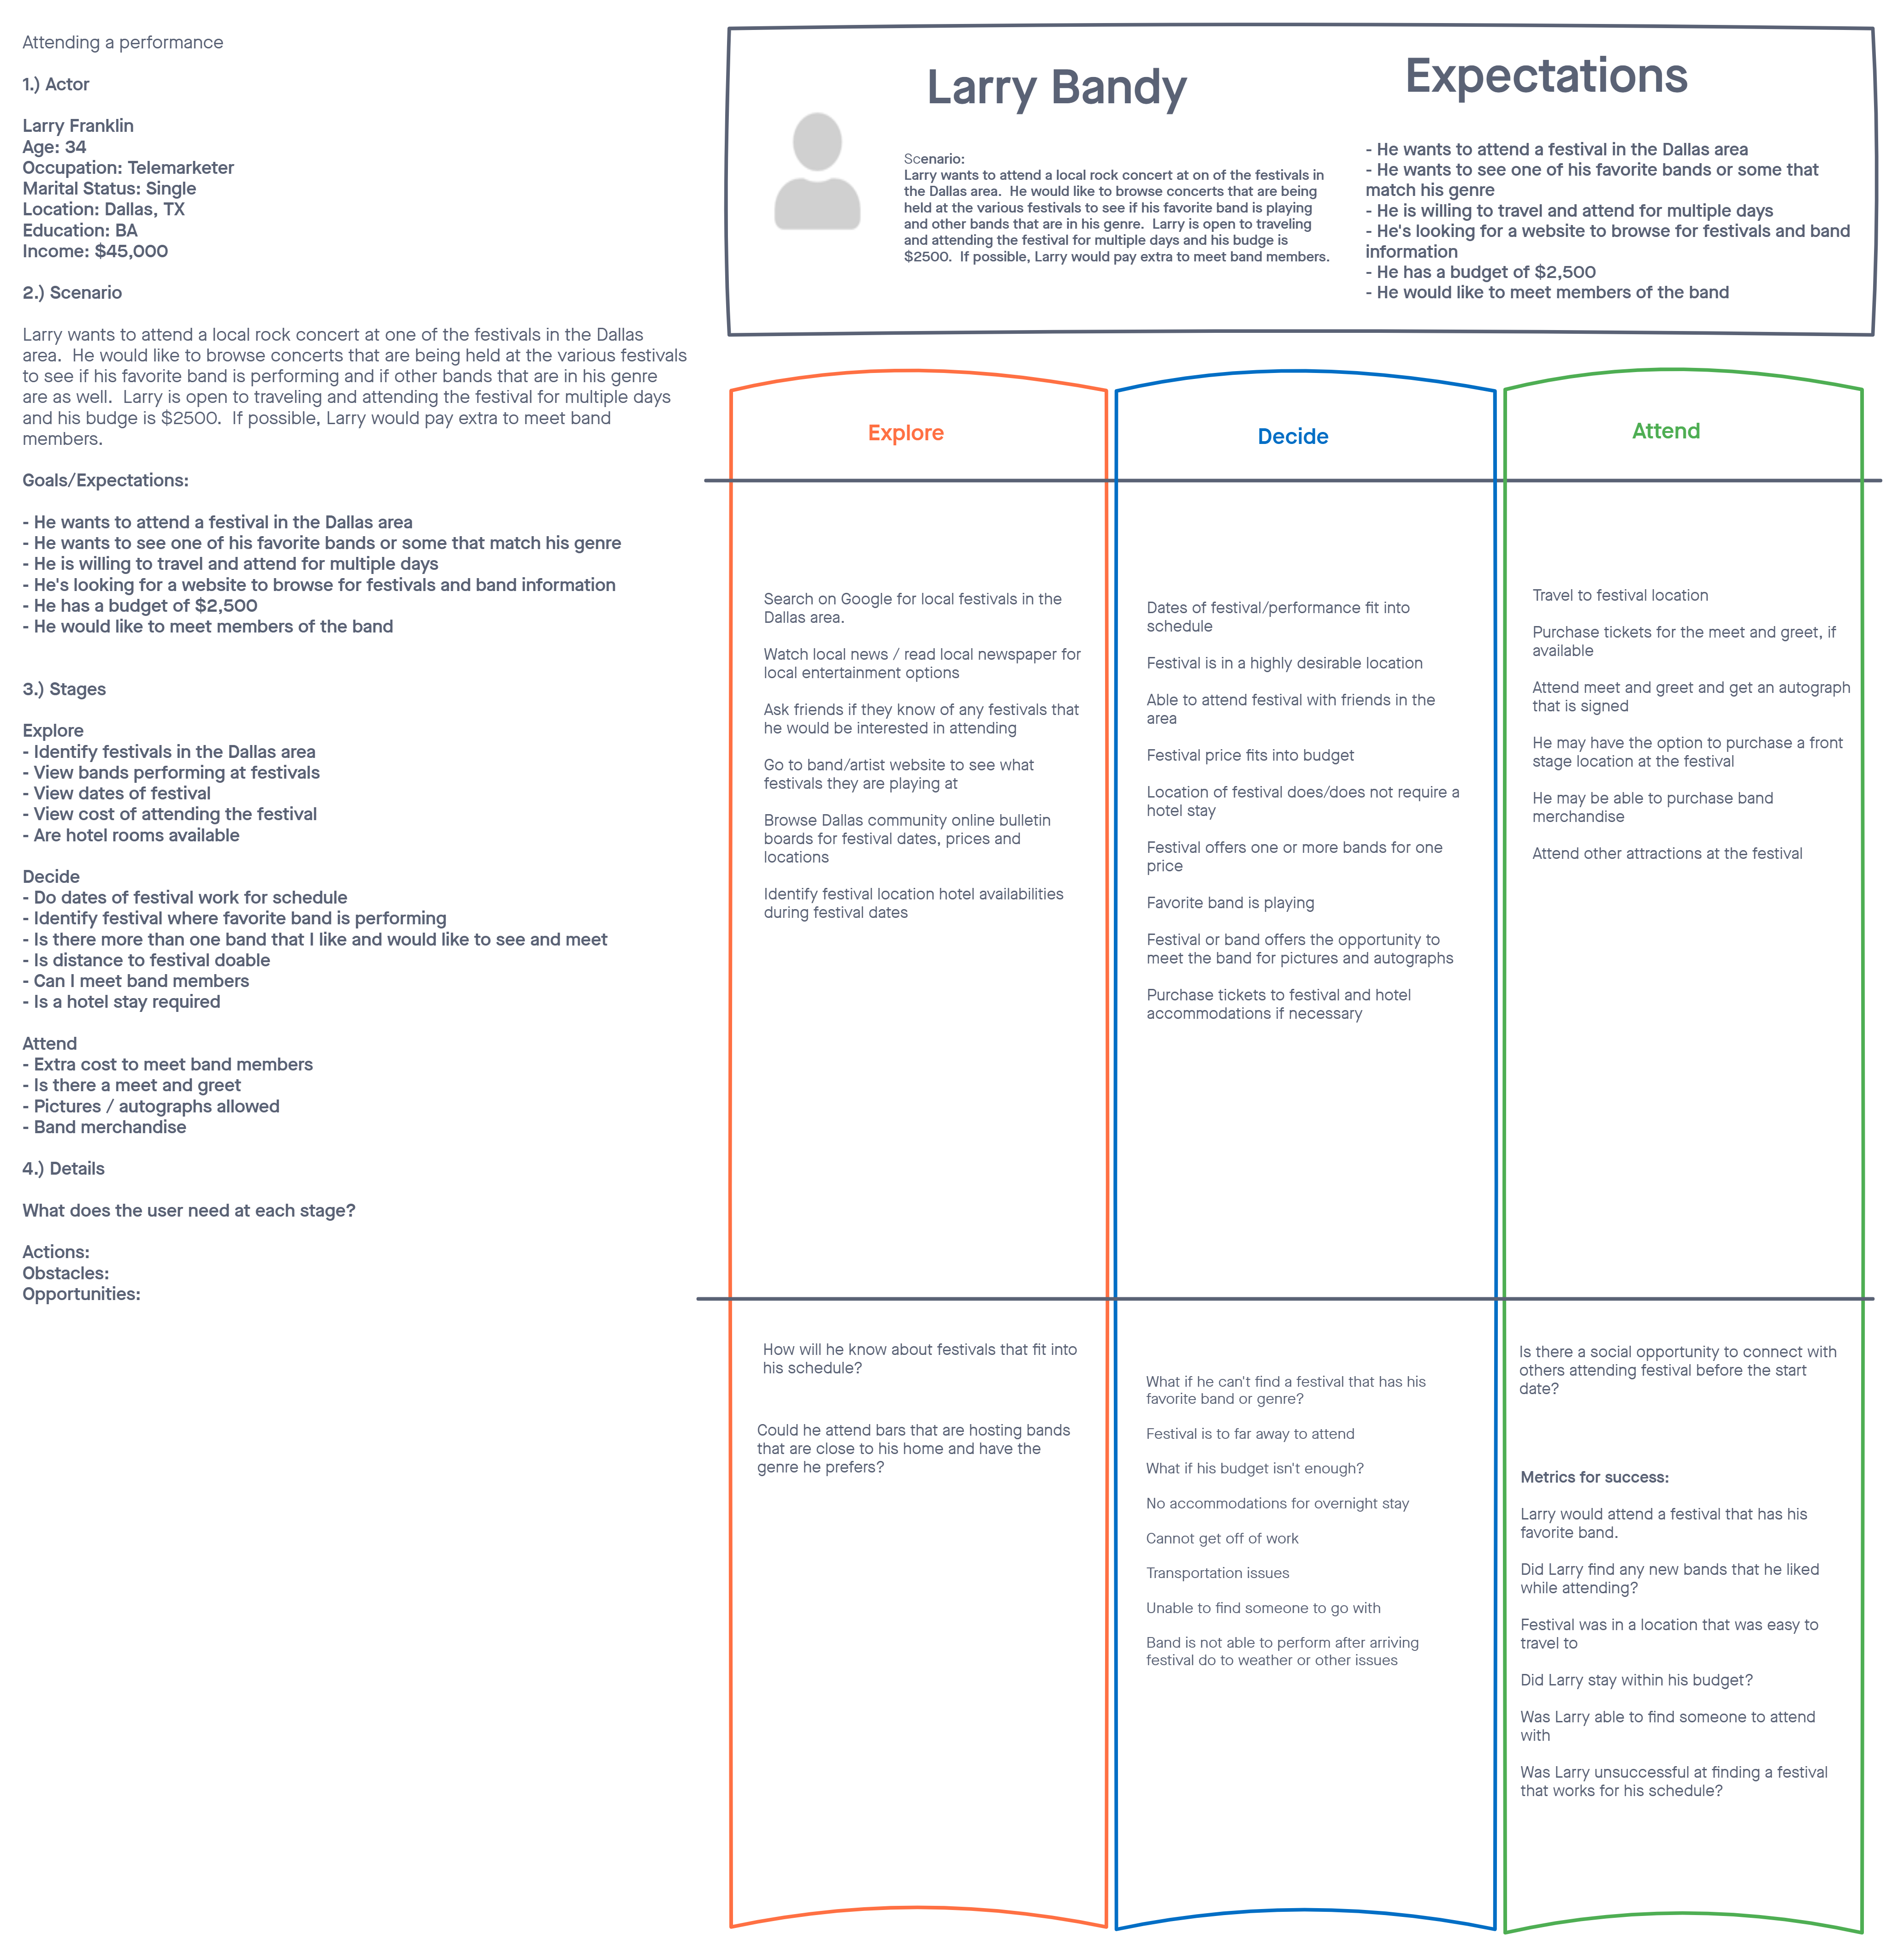 Attending a performance
1.) Actor
Larry Franklin
Age: 34
Occupation: Telemarketer
Marital Status: Single
Location: Dallas, TX
Education: BA
Income: $45,000
2.) Scenario
Larry wants to attend a local rock concert at one of the festivals in the Dallas
area.  He would like to browse concerts that are being held at the various festivals
to see if his favorite band is performing and if other bands that are in his genre
are as well.  Larry is open to traveling and attending the festival for multiple days
and his budge is $2500.  If possible, Larry would pay extra to meet band
members.
Goals/Expectations:
- He wants to attend a festival in the Dallas area
- He wants to see one of his favorite bands or some that match his genre
- He is willing to travel and attend for multiple days
- He's looking for a website to browse for festivals and band information
- He has a budget of $2,500
- He would like to meet members of the band
3.) Stages
Explore
- Identify festivals in the Dallas area
- View bands performing at festivals
- View dates of festival
- View cost of attending the festival
- Are hotel rooms available
Decide
- Do dates of festival work for schedule
- Identify festival where favorite band is performing
- Is there more than one band that I like and would like to see and meet
- Is distance to festival doable
- Can I meet band members
- Is a hotel stay required
Attend
- Extra cost to meet band members
- Is there a meet and greet
- Pictures / autographs allowed
- Band merchandise
4.) Details
What does the user need at each stage?
Actions:
Obstacles:
Opportunities:
Larry Bandy
Scenario:
Larry wants to attend a local rock concert at on of the festivals in
the Dallas area.  He would like to browse concerts that are being
held at the various festivals to see if his favorite band is playing
and other bands that are in his genre.  Larry is open to traveling
and attending the festival for multiple days and his budge is
$2500.  If possible, Larry would pay extra to meet band members.
Expectations
- He wants to attend a festival in the Dallas area
- He wants to see one of his favorite bands or some that
match his genre
- He is willing to travel and attend for multiple days
- He's looking for a website to browse for festivals and band
information
- He has a budget of $2,500
- He would like to meet members of the band
Explore
Search on Google for local festivals in the
Dallas area.
Watch local news / read local newspaper for
local entertainment options
Ask friends if they know of any festivals that
he would be interested in attending
Go to band/artist website to see what
festivals they are playing at
Browse Dallas community online bulletin
boards for festival dates, prices and
locations
Identify festival location hotel availabilities
during festival dates
How will he know about festivals that fit into
his schedule?
Could he attend bars that are hosting bands
that are close to his home and have the
genre he prefers?
Decide
Dates of festival/performance fit into
schedule
Festival is in a highly desirable location
Able to attend festival with friends in the
area
Festival price fits into budget
Location of festival does/does not require a
hotel stay
Festival offers one or more bands for one
price
Favorite band is playing
Festival or band offers the opportunity to
meet the band for pictures and autographs
Purchase tickets to festival and hotel
accommodations if necessary
What if he can't find a festival that has his
favorite band or genre?
Festival is to far away to attend
What if his budget isn't enough?
No accommodations for overnight stay
Cannot get off of work
Transportation issues
Unable to find someone to go with
Band is not able to perform after arriving
festival do to weather or other issues
Attend
Travel to festival location
Purchase tickets for the meet and greet, if
available
Attend meet and greet and get an autograph
that is signed
He may have the option to purchase a front
stage location at the festival
He may be able to purchase band
merchandise
Attend other attractions at the festival
Is there a social opportunity to connect with
others attending festival before the start
date?
Metrics for success:
Larry would attend a festival that has his
favorite band.
Did Larry find any new bands that he liked
while attending?
Festival was in a location that was easy to
travel to
Did Larry stay within his budget?
Was Larry able to find someone to attend
with
Was Larry unsuccessful at finding a festival
that works for his schedule?